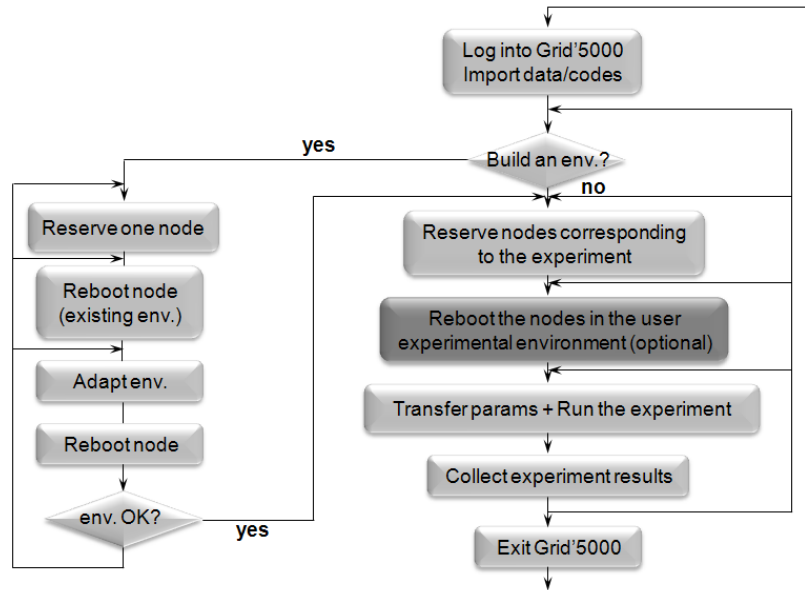 Log into Grid'5000
Import data/codes
yes
Build an env.?
no
Reserve one node
Reserve nodes corresponding
to the experiment
Reboot node
(existing env.)
Reboot the nodes in the user
experimental environment (optional)
Adapt env.
Transfer params + Run the experiment
Reboot node
Collect experiment results
env. OK?
yes
Exit Grid'5000